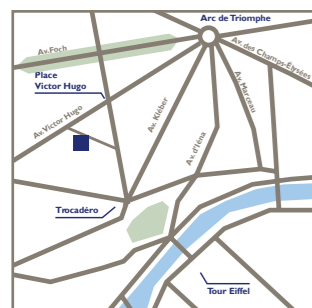 Arc de Triomphe
Av.Foch
Av.des Champs-Élysées
Place
Victor Hugo
Av. Marceau
Av. Kléber
Av.Victor Hugo
Av. d'Iéna
Trocadéro
Tour Eiffel